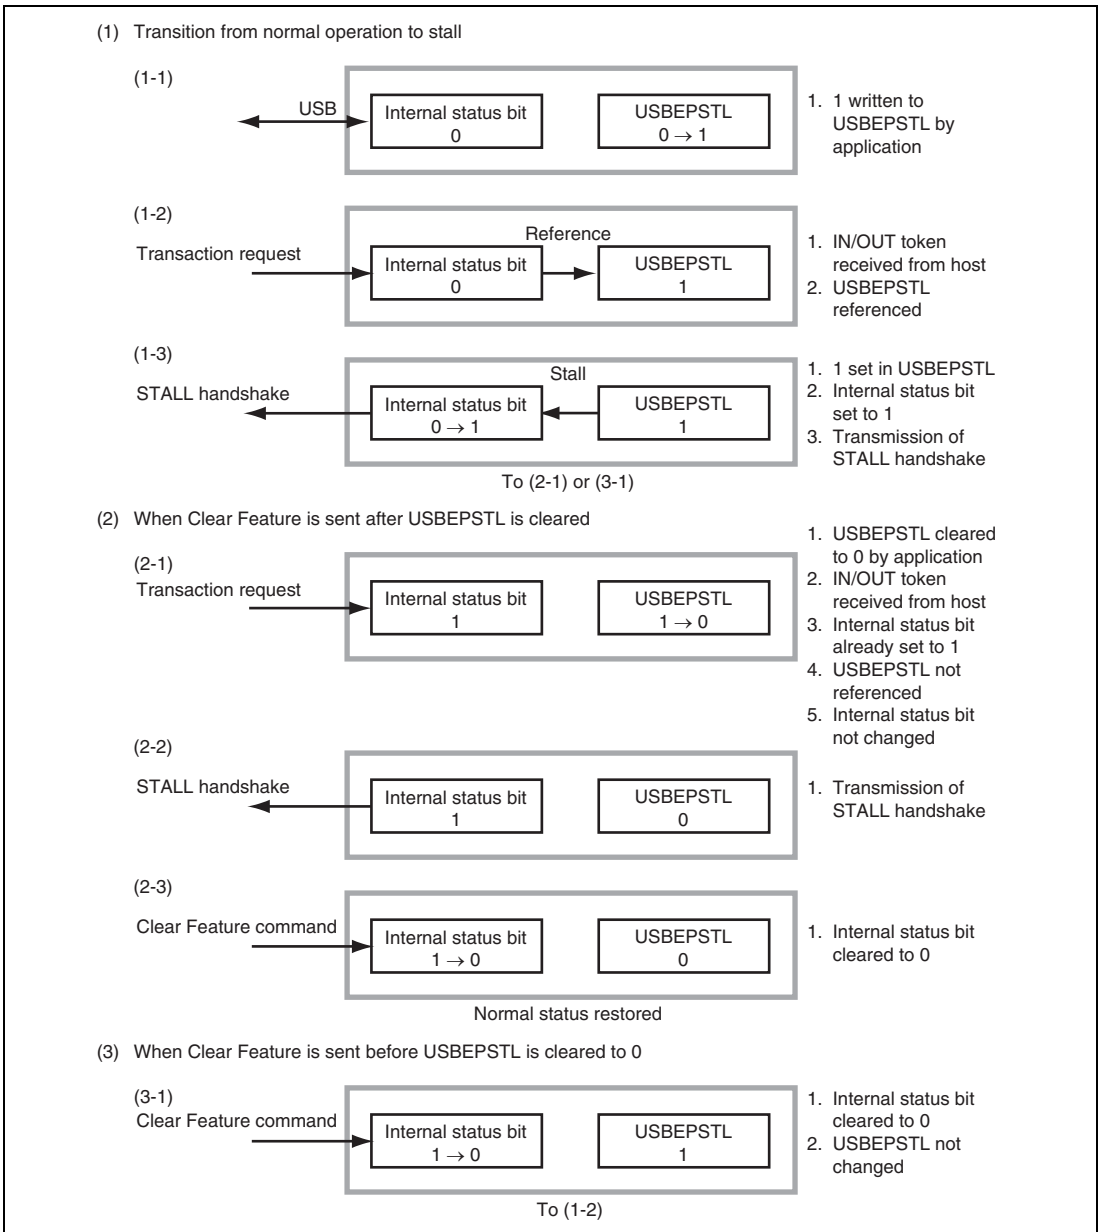 (1) Transition from normal operation to stall
(1-1)
USB
Internal status bit
0
USBEPSTL
0 → 1
1. 1 written to
USBEPSTL by
application
(1-2)
Transaction request
Reference
Internal status bit
0
USBEPSTL
1
1. IN/OUT token
received from host
2. USBEPSTL
referenced
(1-3)
STALL handshake
Stall
Internal status bit
0 → 1
USBEPSTL
1
1. 1 set in USBEPSTL
2. Internal status bit
set to 1
3. Transmission of
STALL handshake
To (2-1) or (3-1)
(2) When Clear Feature is sent after USBEPSTL is cleared
(2-1)
Transaction request
Internal status bit
1
USBEPSTL
1 → 0
1. USBEPSTL cleared
to 0 by application
2. IN/OUT token
received from host
3. Internal status bit
already set to 1
4. USBEPSTL not
referenced
5. Internal status bit
not changed
(2-2)
STALL handshake
Internal status bit
1
USBEPSTL
0
1. Transmission of
STALL handshake
(2-3)
Clear Feature command
Internal status bit
1 → 0
USBEPSTL
0
1. Internal status bit
cleared to 0
Normal status restored
(3) When Clear Feature is sent before USBEPSTL is cleared to 0
(3-1)
Clear Feature command
Internal status bit
1 → 0
USBEPSTL
1
1. Internal status bit
cleared to 0
2. USBEPSTL not
changed
To (1-2)